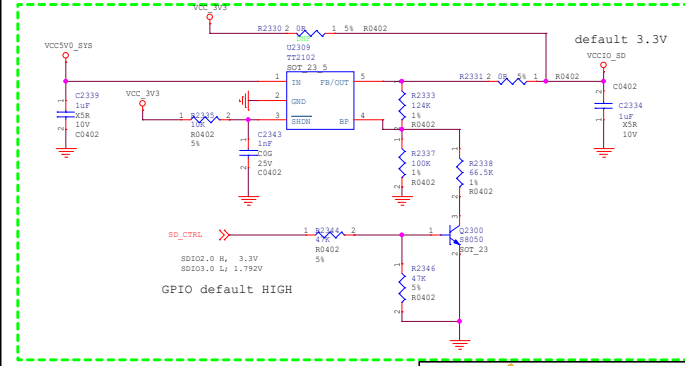 VCC_3V3
R2330 2 0R 1 5% R0402
default 3.3V
VCC5V0_SYS
U2309
TT2102
SOT_23_5
VCCIO_SD
1 IN FB/OUT 5
R2331 2 0R 5% 1 R0402
2 GND
3 SHDN BP 4
C2339
1uF
X5R
10V
C0402
VCC_3V3
1 R2335 2
10K
R0402
5%
C2343
1nF
C0G
25V
C0402
R2333
124K
1%
R0402
C0402
C2334
1uF
X5R
10V
R2337
100K
1%
R0402
R2338
66.5K
1%
R0402
SD_CTRL
1 R2344 2
47K
R0402
5%
1
3
Q2300
S8050
SOT_23
2
SDIO2.0 H, 3.3V
SDIO3.0 L; 1.792V
GPIO default HIGH
R2346
47K
5%
R0402